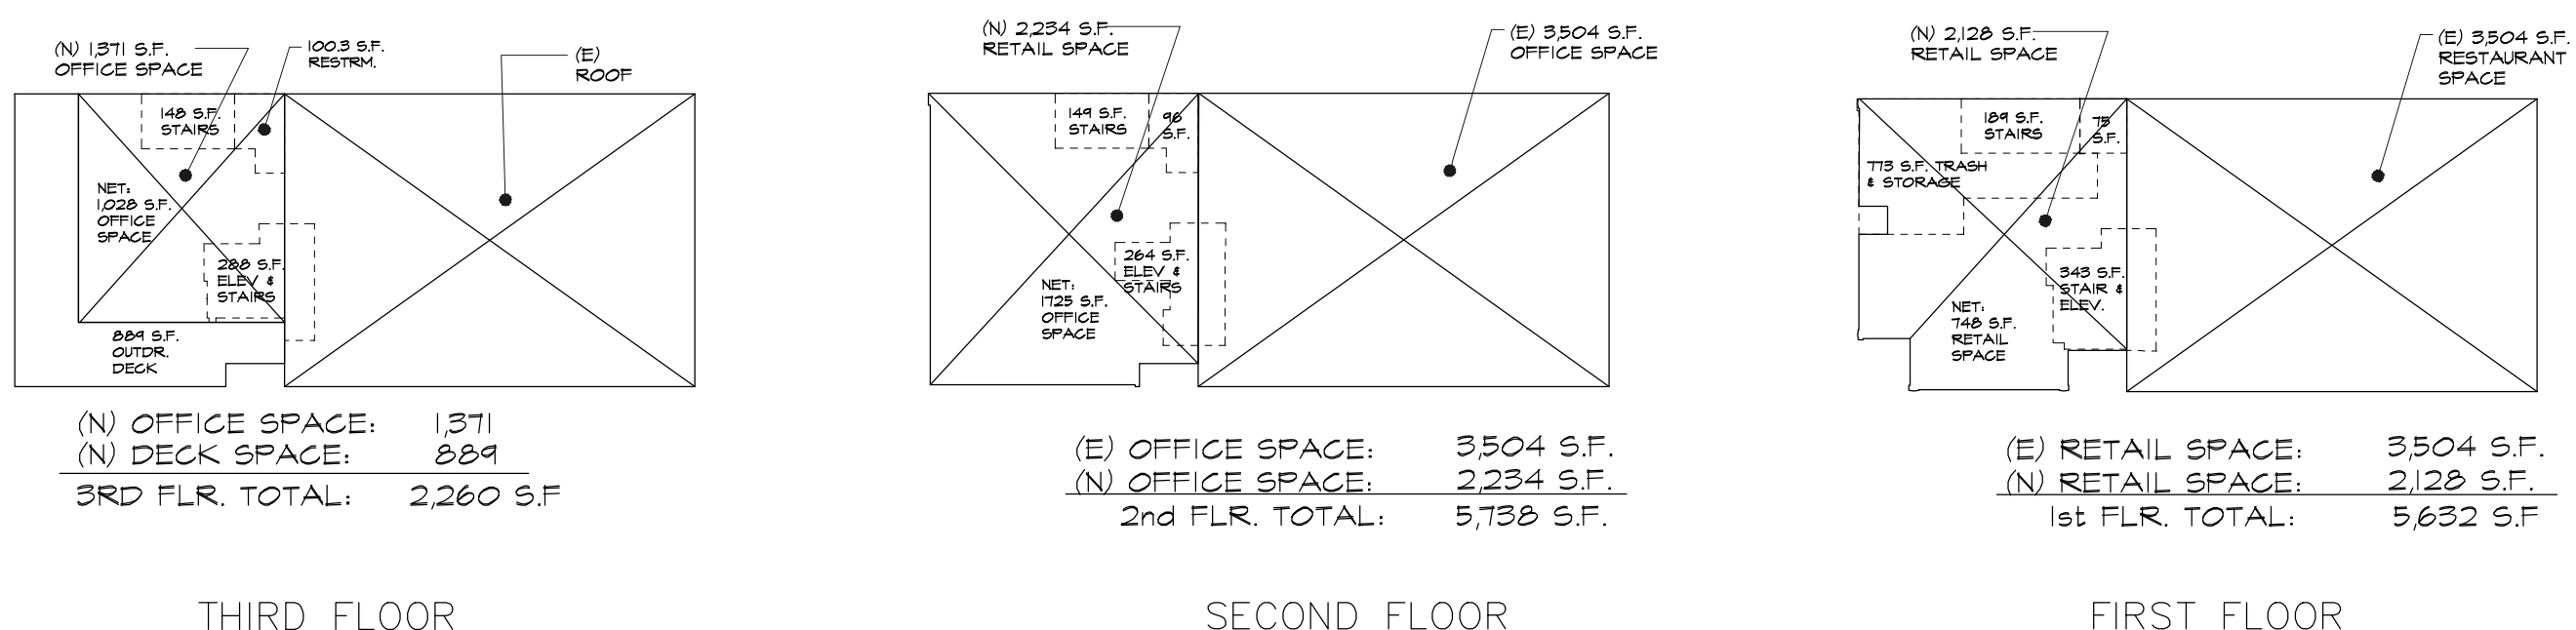 (N) 1,371 S.F.
OFFICE SPACE
100.3 S.F.
RESTRM.
(E)
ROOF
148 S.F.
STAIRS
NET:
1,028 S.F.
OFFICE
SPACE
288 S.F.
ELEV &
STAIRS
889 S.F.
OUTDR.
DECK
(N) OFFICE SPACE: 1,371
(N) DECK SPACE: 889
3RD FLR. TOTAL: 2,260 S.F
THIRD FLOOR
(N) 2,234 S.F.
RETAIL SPACE
(E) 3,504 S.F.
OFFICE SPACE
149 S.F.
STAIRS
96
S.F.
264 S.F.
ELEV &
STAIRS
NET:
1725 S.F.
OFFICE
SPACE
(E) OFFICE SPACE: 3,504 S.F.
(N) OFFICE SPACE: 2,234 S.F.
2nd FLR. TOTAL: 5,738 S.F.
SECOND FLOOR
(N) 2,128 S.F.
RETAIL SPACE
(E) 3,504 S.F.
RESTAURANT
SPACE
189 S.F.
STAIRS
75
S.F.
773 S.F. TRASH
& STORAGE
343 S.F.
STAIR &
ELEV.
NET:
748 S.F.
RETAIL
SPACE
(E) RETAIL SPACE: 3,504 S.F.
(N) RETAIL SPACE: 2,128 S.F.
1st FLR. TOTAL: 5,632 S.F
FIRST FLOOR